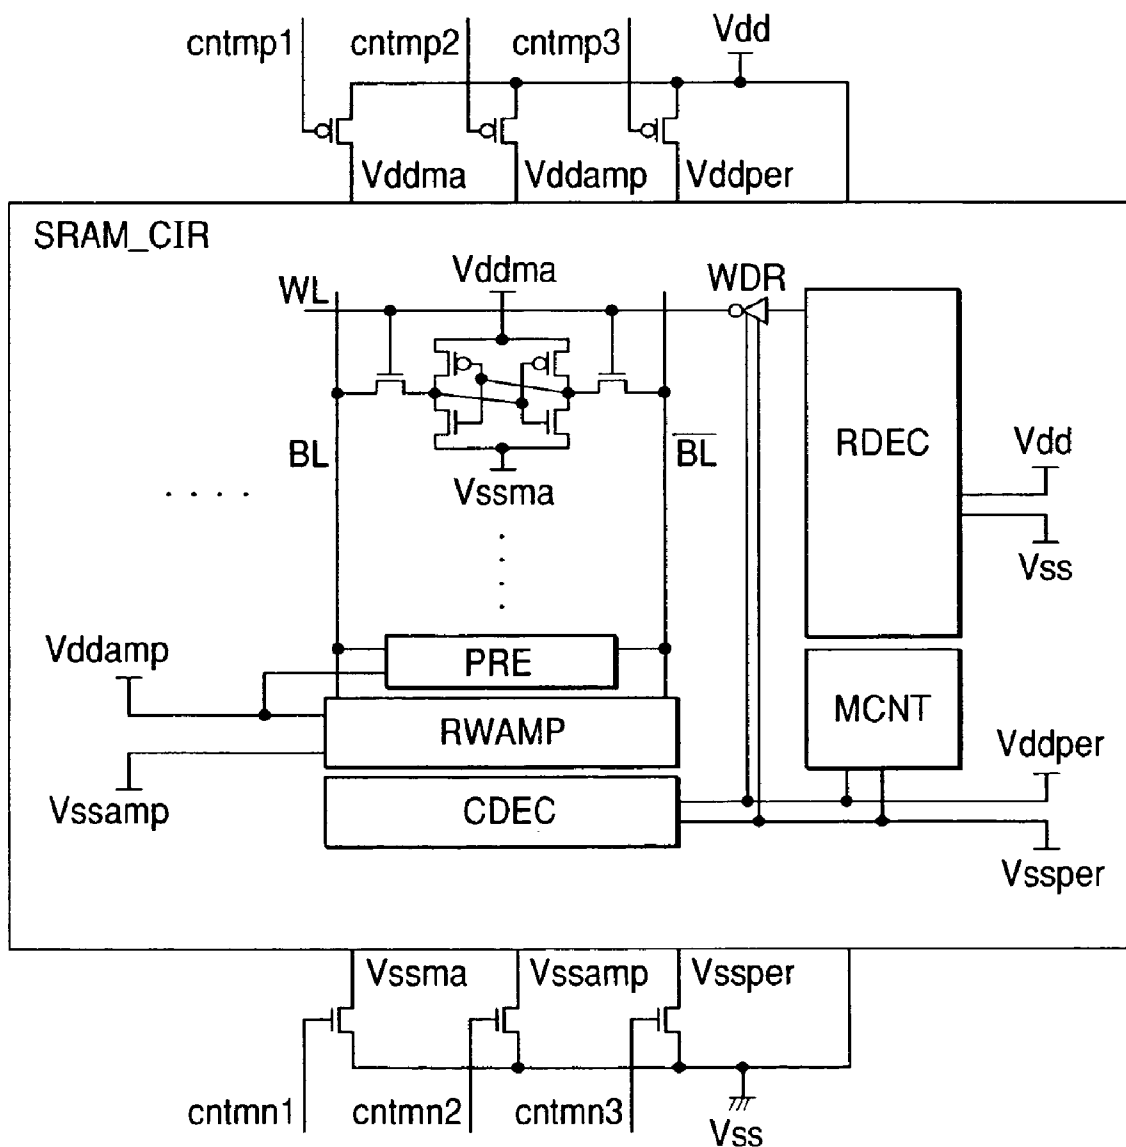 cntmp1 cntmp2 cntmp3 Vdd
Vddma Vddamp Vddper
SRAM_CIR
Vddma WDR
WL
RDEC
BL B̅L̅
Vdd
Vssma
Vss
Vddamp PRE
MCNT
RWAMP Vddper
Vssamp CDEC
Vssper
Vssma Vssamp Vssper
cntmn1 cntmn2 cntmn3
Vss